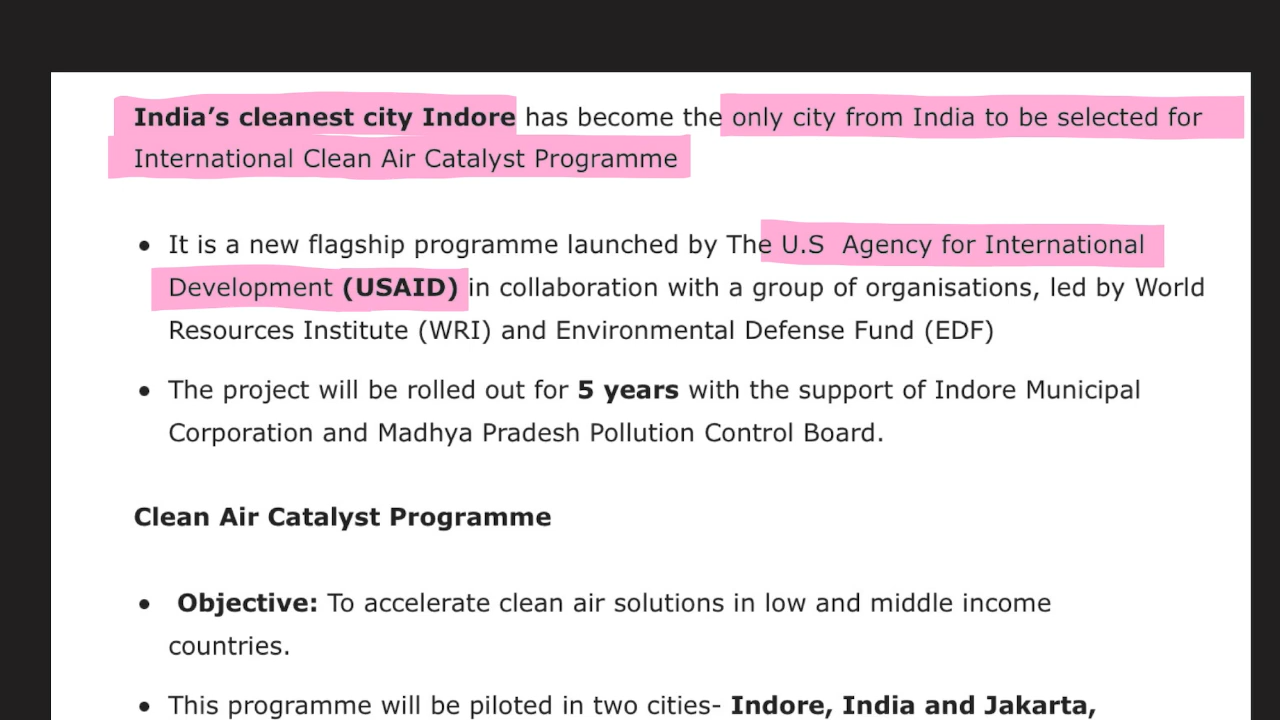 India’s cleanest city Indore has become the only city from India to be selected for
International Clean Air Catalyst Programme
• It is a new flagship programme launched by The U.S  Agency for International
Development (USAID) in collaboration with a group of organisations, led by World
Resources Institute (WRI) and Environmental Defense Fund (EDF)
• The project will be rolled out for 5 years with the support of Indore Municipal
Corporation and Madhya Pradesh Pollution Control Board.
Clean Air Catalyst Programme
• Objective: To accelerate clean air solutions in low and middle income
countries.
• This programme will be piloted in two cities- Indore, India and Jakarta,